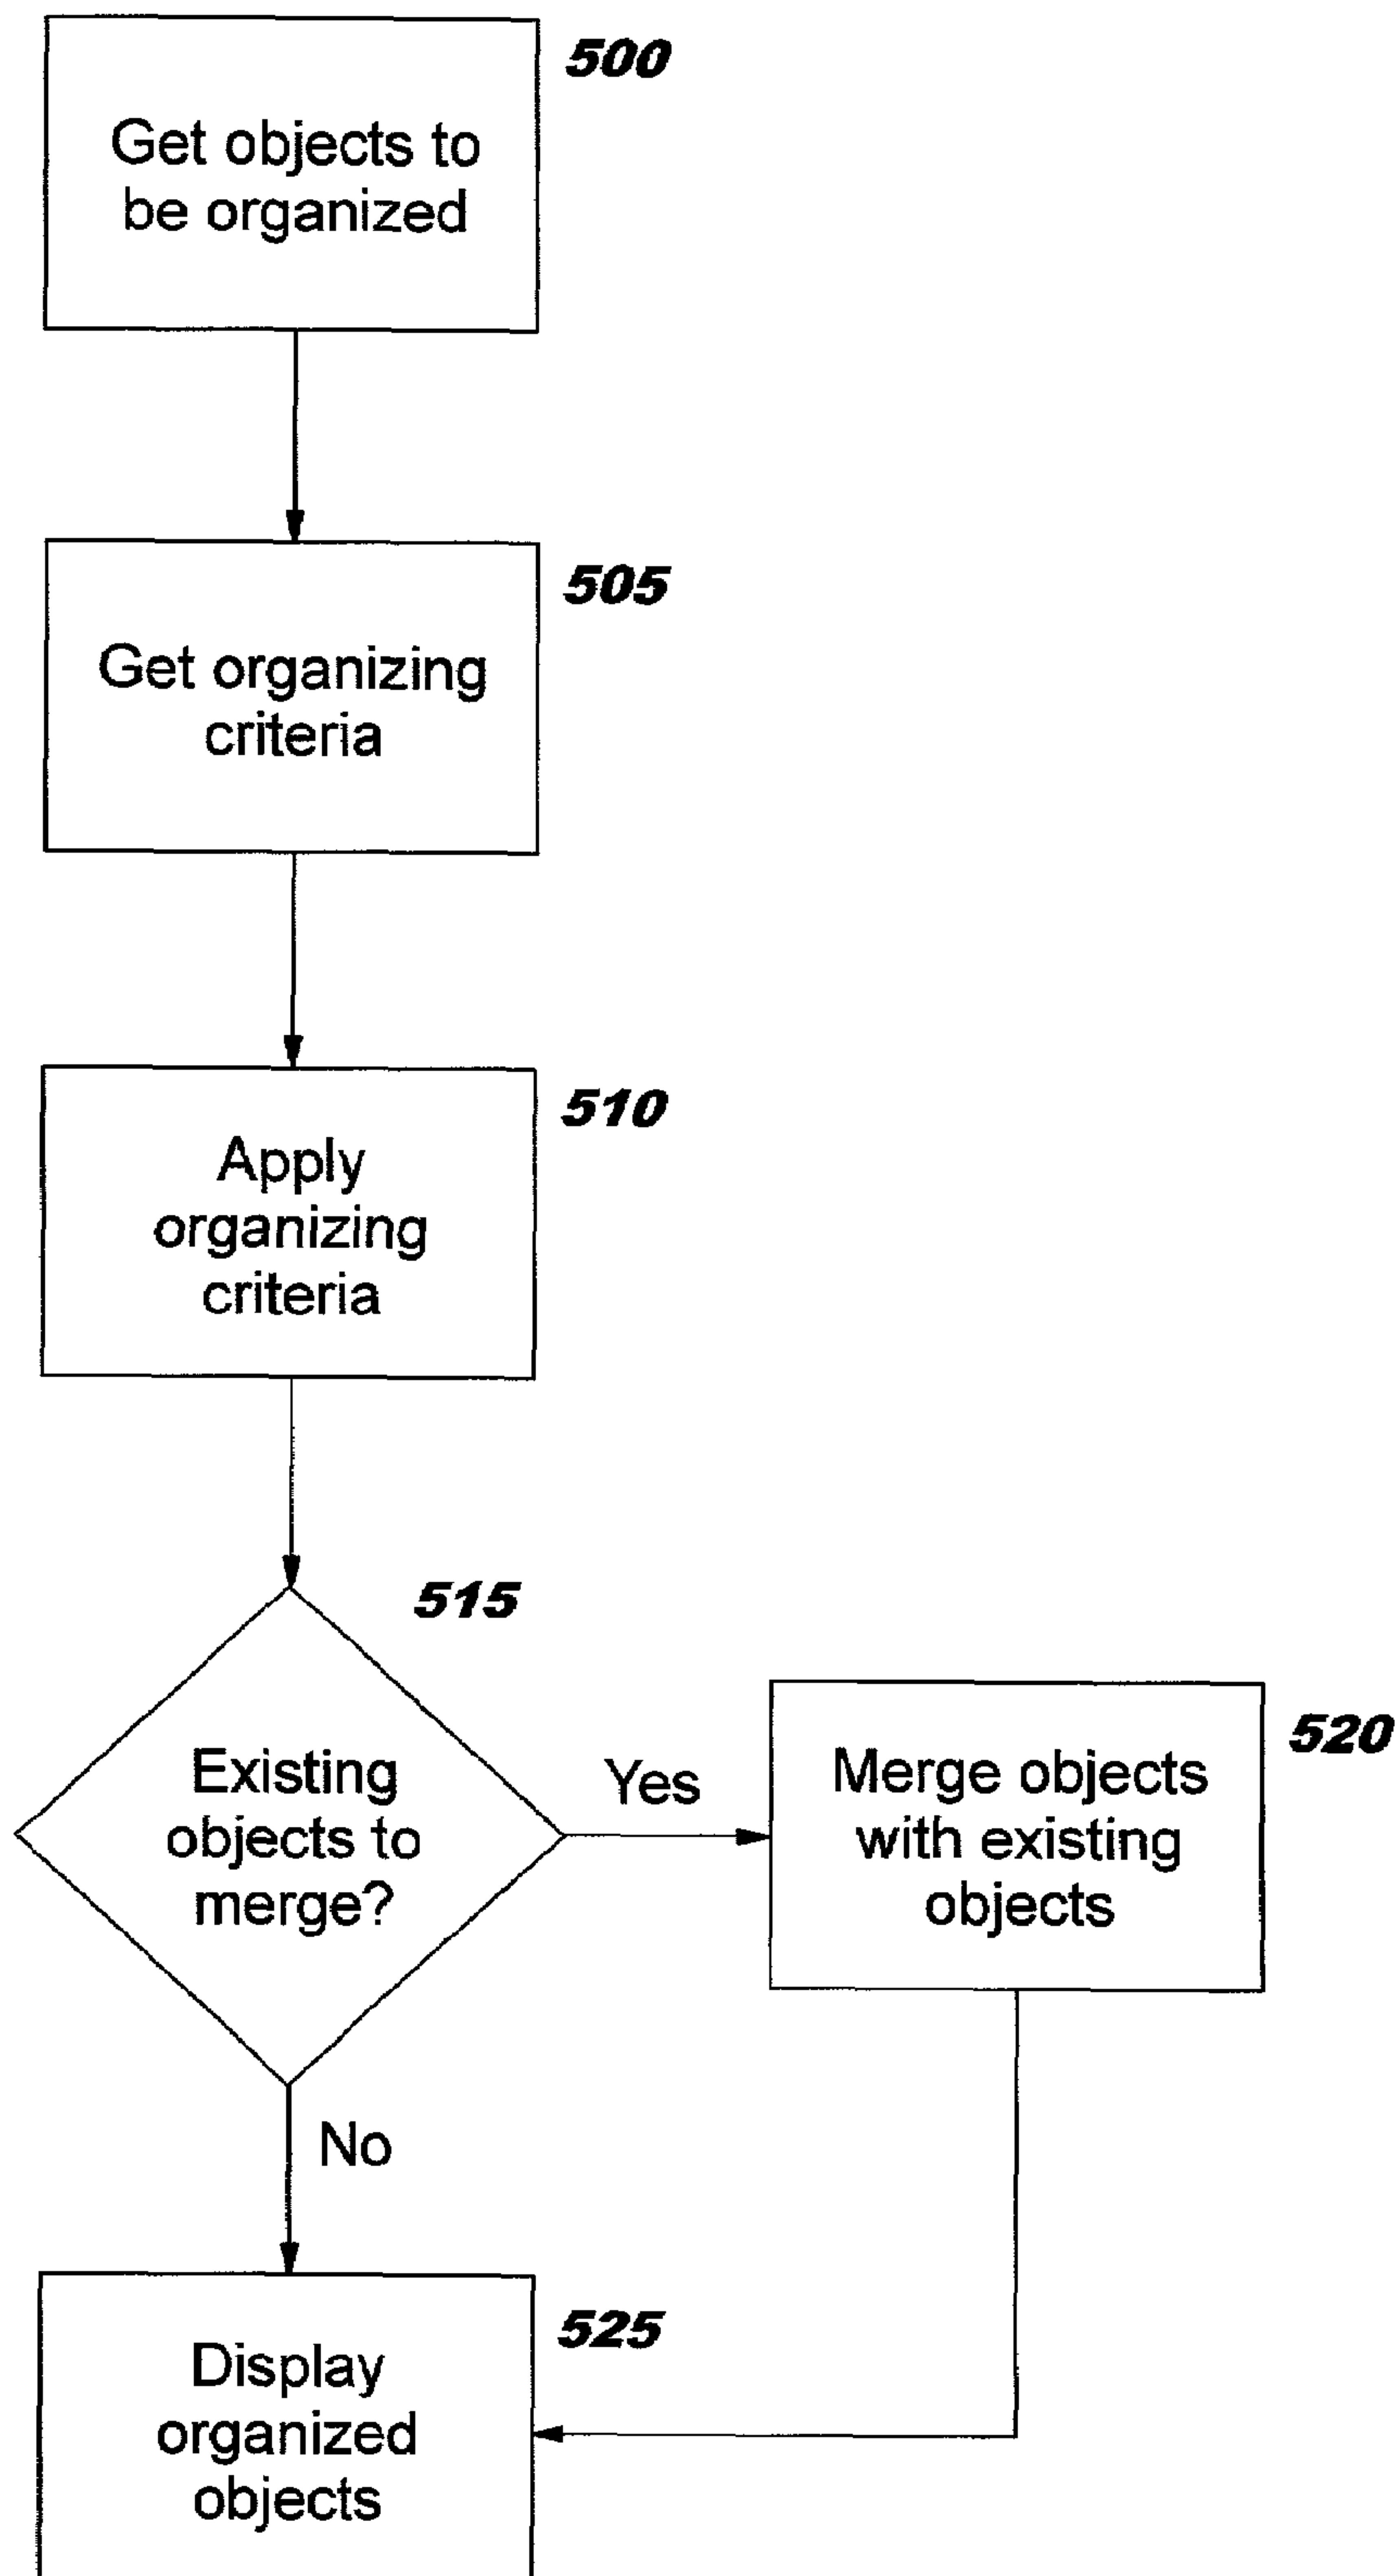 500
Get objects to
be organized
505
Get organizing
criteria
510
Apply
organizing
criteria
515
Existing
objects to
merge?
Yes
520
Merge objects
with existing
objects
No
525
Display
organized
objects